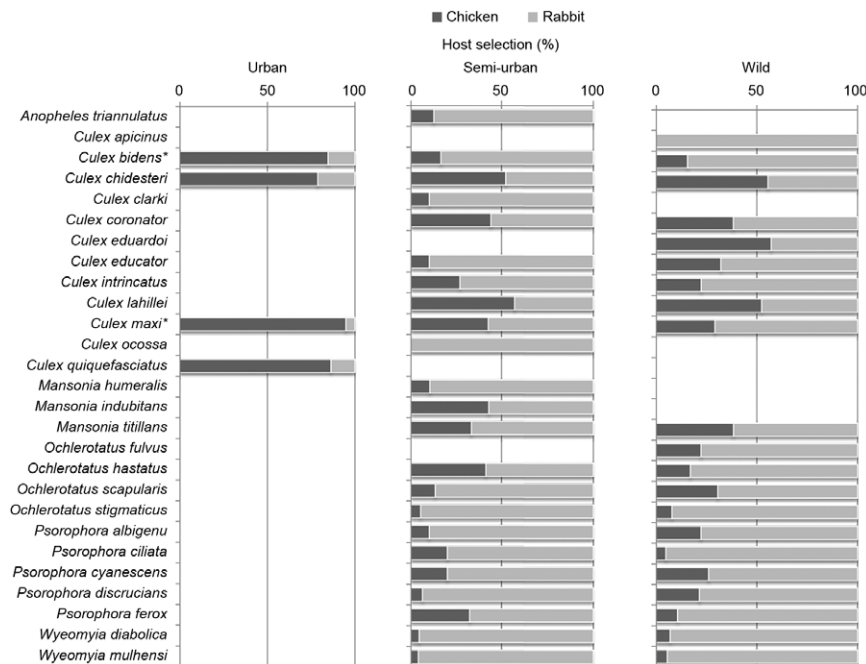 Chicken Rabbit
Host selection (%)
Urban Semi-urban Wild
0 50 100 0 50 100 0 50 100
Anopheles triannulatus
Culex apicinus
Culex bidens*
Culex chidesteri
Culex clarki
Culex coronator
Culex eduardoi
Culex educator
Culex intrincatus
Culex lahillei
Culex maxi*
Culex ocossa
Culex quiquefasciatus
Mansonia humeralis
Mansonia indubitans
Mansonia titillans
Ochlerotatus fulvus
Ochlerotatus hastatus
Ochlerotatus scapularis
Ochlerotatus stigmaticus
Psorophora albigenu
Psorophora ciliata
Psorophora cyanescens
Psorophora discrucians
Psorophora ferox
Wyeomyia diabolica
Wyeomyia mulhensi